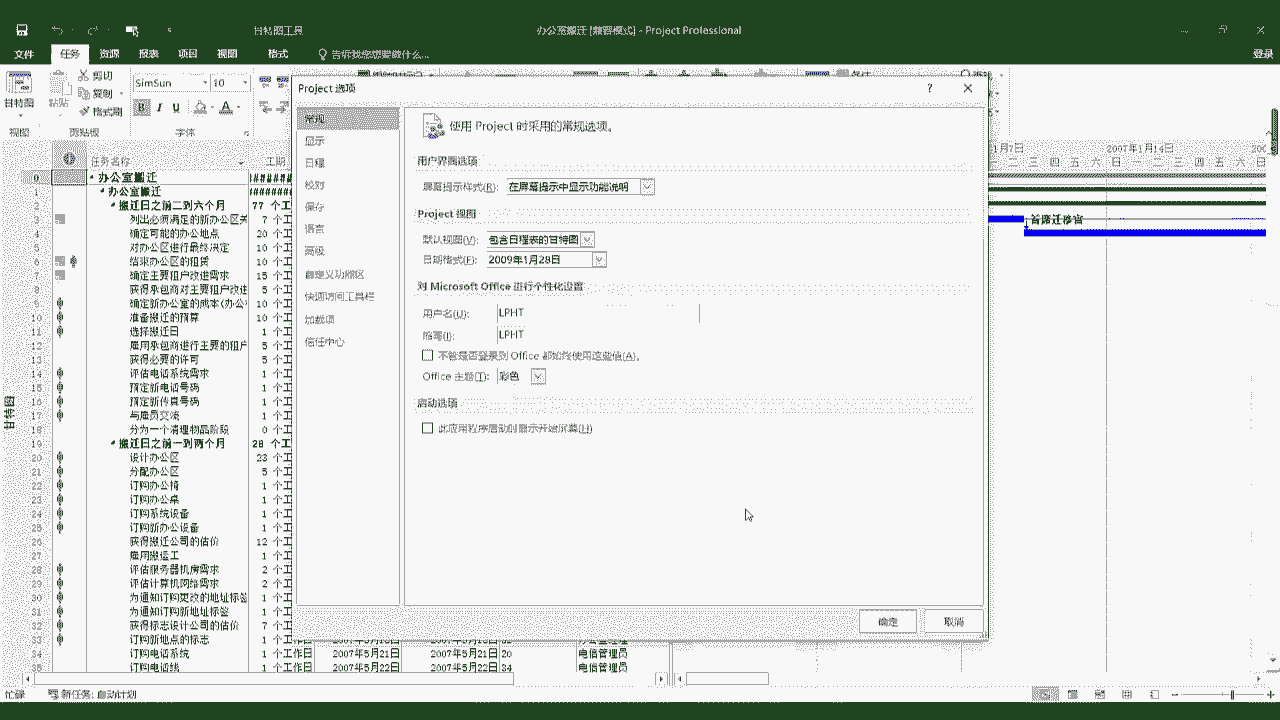 甘特图工具
办公室搬迁 [兼容模式] - Project Professional
文件 任务 资源 报表 项目 视图 格式 告诉我您想要做什么... 登录
甘特图 粘贴 剪切 复制 格式刷 SimSun 10
视图 剪贴板 字体
Project 选项
常规
显示
日程
校对
保存
语言
高级
自定义功能区
快速访问工具栏
加载项
信任中心
使用 Project 时采用的常规选项。
用户界面选项
屏幕提示样式(R): 在屏幕提示中显示功能说明
Project 视图
默认视图(V): 包含日程表的甘特图
日期格式(F): 2009年1月28日
对 Microsoft Office 进行个性化设置
用户名(U): LPHT
缩写(I): LPHT
不管是否登录到 Office 都始终使用这些值(A)。
Office 主题(T): 彩色
启动选项
此应用程序启动时显示开始屏幕(H)
确定 取消
任务名称
0 办公室搬迁
1 办公室搬迁
搬迁日之前二到六个月 77 个工
列出必须满足的新办公区关 7 个工
确定可能的办公地点 20 个工
对办公区进行最终决定 10 个工
结束办公区的租赁 10 个工
确定主要租户改进需求 15 个工
获得承包商对主要租户改进 5 个工
确定新办公室的成本(办公 10 个工
10 准备搬迁的预算 10 个工
11 选择搬迁日 1 个工
12 雇用承包商进行主要的租户 5 个工
13 获得必要的许可 5 个工
14 评估电话系统需求 1 个工
15 预定新电话号码 1 个工
16 预定新传真号码 1 个工
17 与雇员交流 1 个工
18 分为一个清理物品阶段 0 个工
19 搬迁日之前一到两个月 28 个工
20 设计办公区 23 个工
21 分配办公区 5 个工
22 订购办公椅 1 个工
23 订购办公桌 1 个工
24 订购系统设备 1 个工
25 订购新办公设备 1 个工
26 获得搬迁公司的估价 12 个工
27 雇用搬运工 1 个工
28 评估服务器机房需求 2 个工
29 评估计算机网络需求 2 个工
30 为通知订购更改的地址标签 1 个工
31 为通知订购新地址标签 1 个工
32 获得标志设计公司的估价 7 个工
33 订购新地点的标志 1 个工作日
34 订购电话系统 1 个工作日 2007年5月21日 2007年5月21日 20 电信管理员
35 订购电话线 1 个工作日 2007年5月22日 2007年5月22日 34 电信管理员
1月7日 2007年1月14日
三 四 五 六 日 一 二 三 四 五 六 日
甘特图
忙碌 新任务: 自动计划